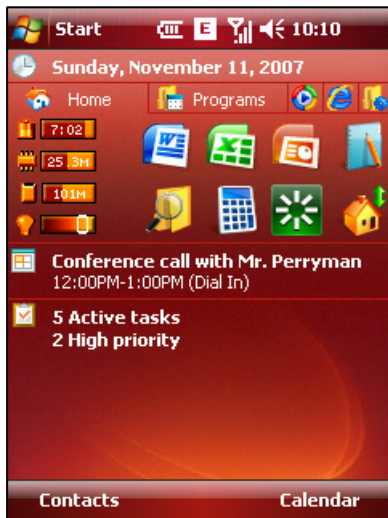 Start E 10:10
Sunday, November 11, 2007
Home Programs
7:02
25.3M
101M
Conference call with Mr. Perryman
12:00PM-1:00PM (Dial In)
5 Active tasks
2 High priority
Contacts Calendar